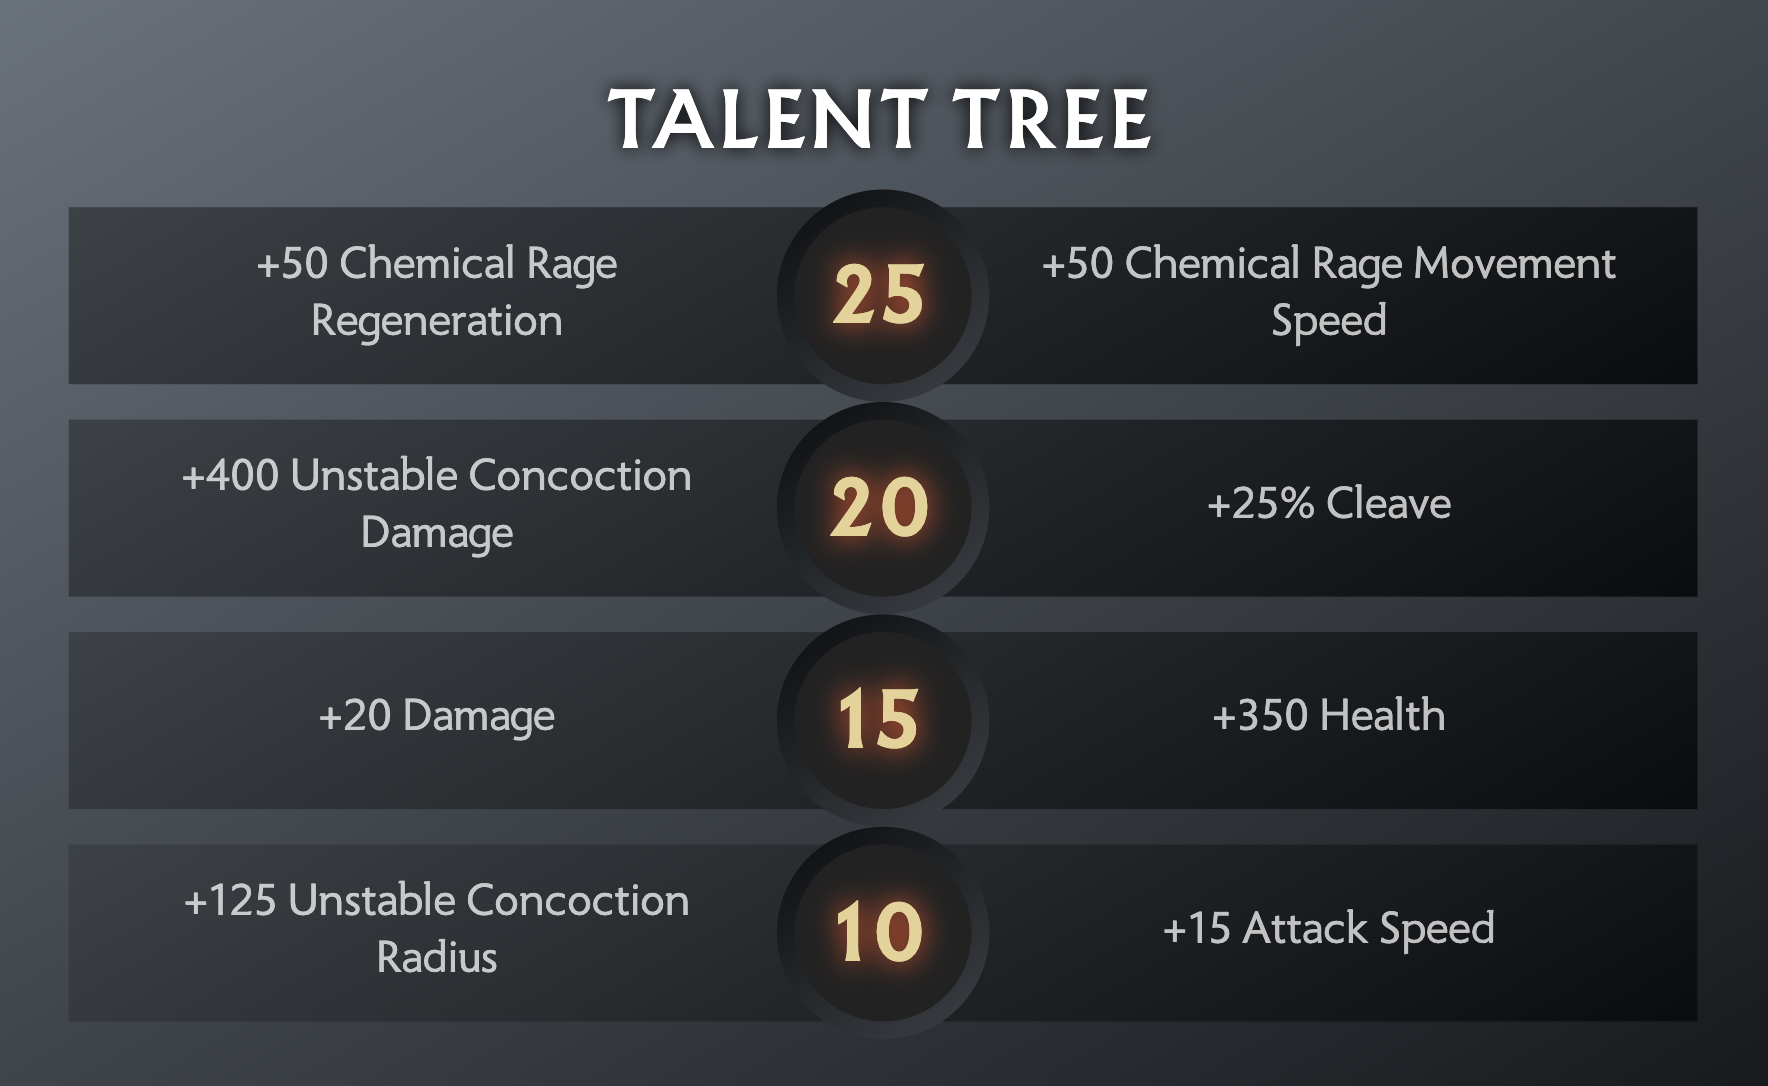 TALENT TREE
+50 Chemical Rage
Regeneration
25
+50 Chemical Rage Movement
Speed
+400 Unstable Concoction
Damage
20
+25% Cleave
+20 Damage
15
+350 Health
+125 Unstable Concoction
Radius
10
+15 Attack Speed